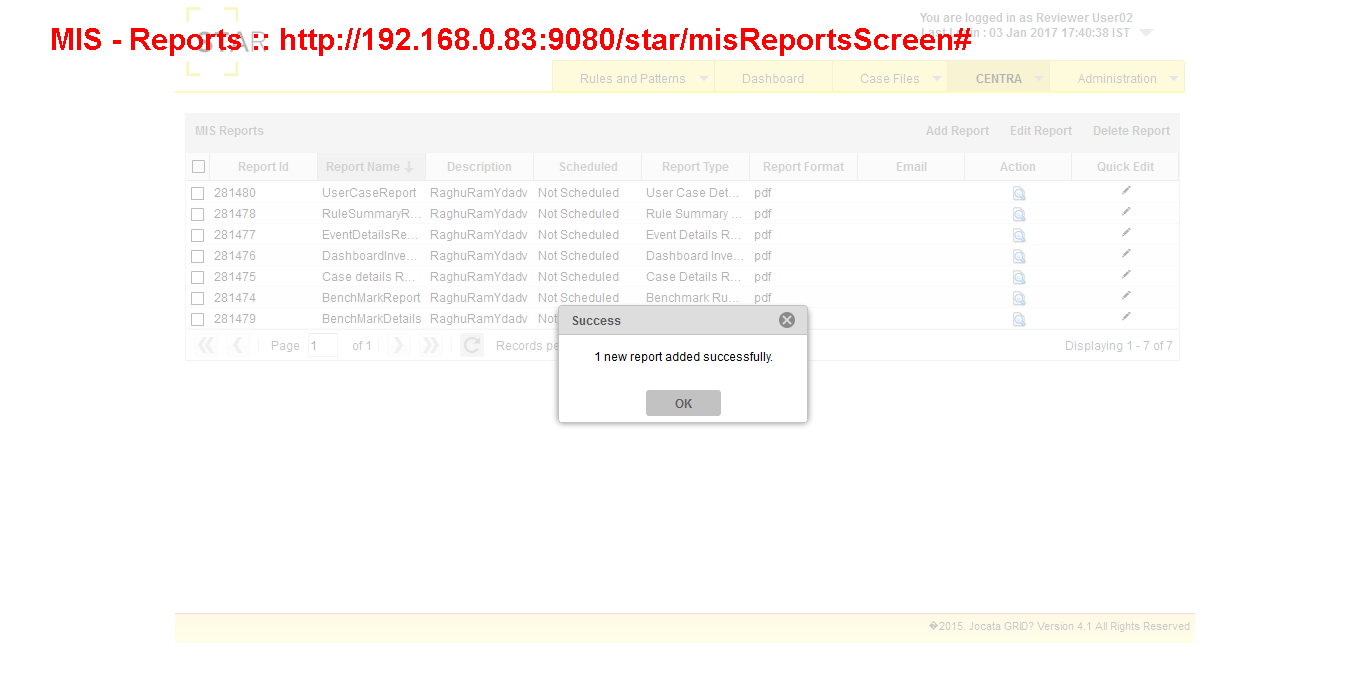 You are logged in as Reviewer User02
MIS - Reports :: http://192.168.0.83:9080/star/misReportsScreen#
STAR
: 03 Jan 2017 17:40:38 IST
Rules and Patterns Dashboard Case Files CENTRA Administration
MIS Reports Add Report Edit Report Delete Report
Report Id Report Name Description Scheduled Report Type Report Format Email Action Quick Edit
281480 UserCaseReport RaghuRamYdadv Not Scheduled User Case Det... pdf
281478 RuleSummaryR... RaghuRamYdadv Not Scheduled Rule Summary ... pdf
281477 EventDetailsRe... RaghuRamYdadv Not Scheduled Event Details R... pdf
281476 DashboardInve... RaghuRamYdadv Not Scheduled Dashboard Inve... pdf
281475 Case details R... RaghuRamYdadv Not Scheduled Case Details R... pdf
281474 BenchMarkReport RaghuRamYdadv Not Scheduled Benchmark Ru... pdf
281479 BenchMarkDetails RaghuRamYdadv Not
Success
Page 1 of 1 Records pe Displaying 1 - 7 of 7
1 new report added successfully.
OK
�2015. Jocata GRID? Version 4.1 All Rights Reserved